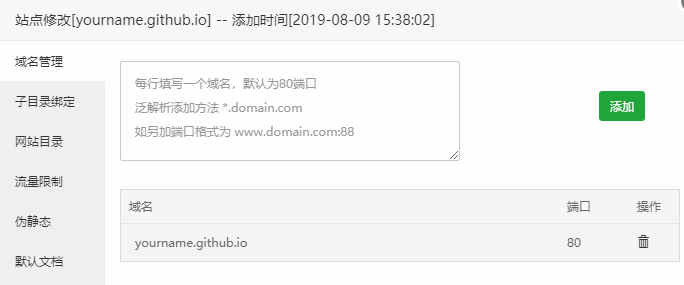 站点修改[yourname.github.io] -- 添加时间[2019-08-09 15:38:02]
域名管理
子目录绑定
网站目录
流量限制
伪静态
默认文档
每行填写一个域名，默认为80端口
泛解析添加方法 *.domain.com
如另加端口格式为 www.domain.com:88
添加
域名 端口 操作
yourname.github.io 80